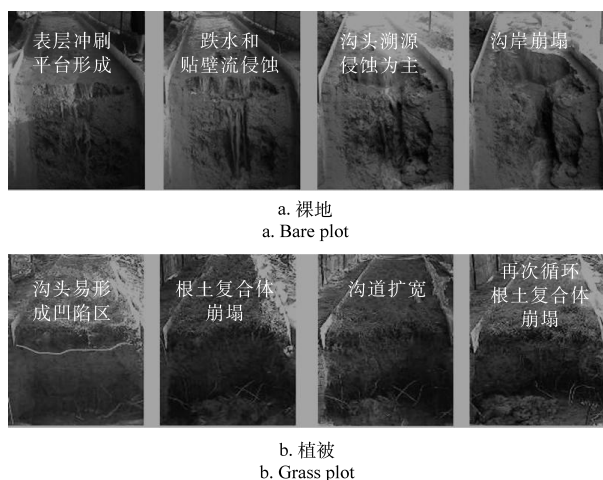 表层冲刷
平台形成
跌水和
贴壁流侵蚀
沟头溯源
侵蚀为主
沟岸崩塌
a. 裸地
a. Bare plot
沟头易形
成凹陷区
根土复合体
崩塌
沟道扩宽
再次循环
根土复合体
崩塌
b. 植被
b. Grass plot